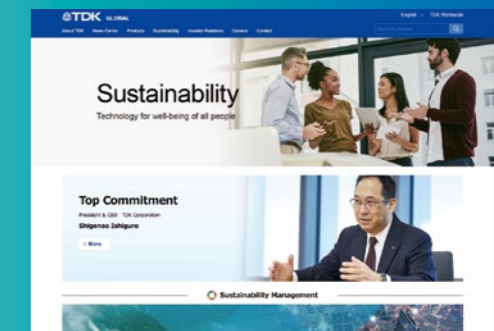 TDK GLOBAL
English
TDK Worldwide
About TDK News Center Products Sustainability Investor Relations Careers Contact
Sustainability
Technology for well-being of all people
Top Commitment
President & CEO TDK Corporation
Shigenao Ishiguro
> More
Sustainability Management